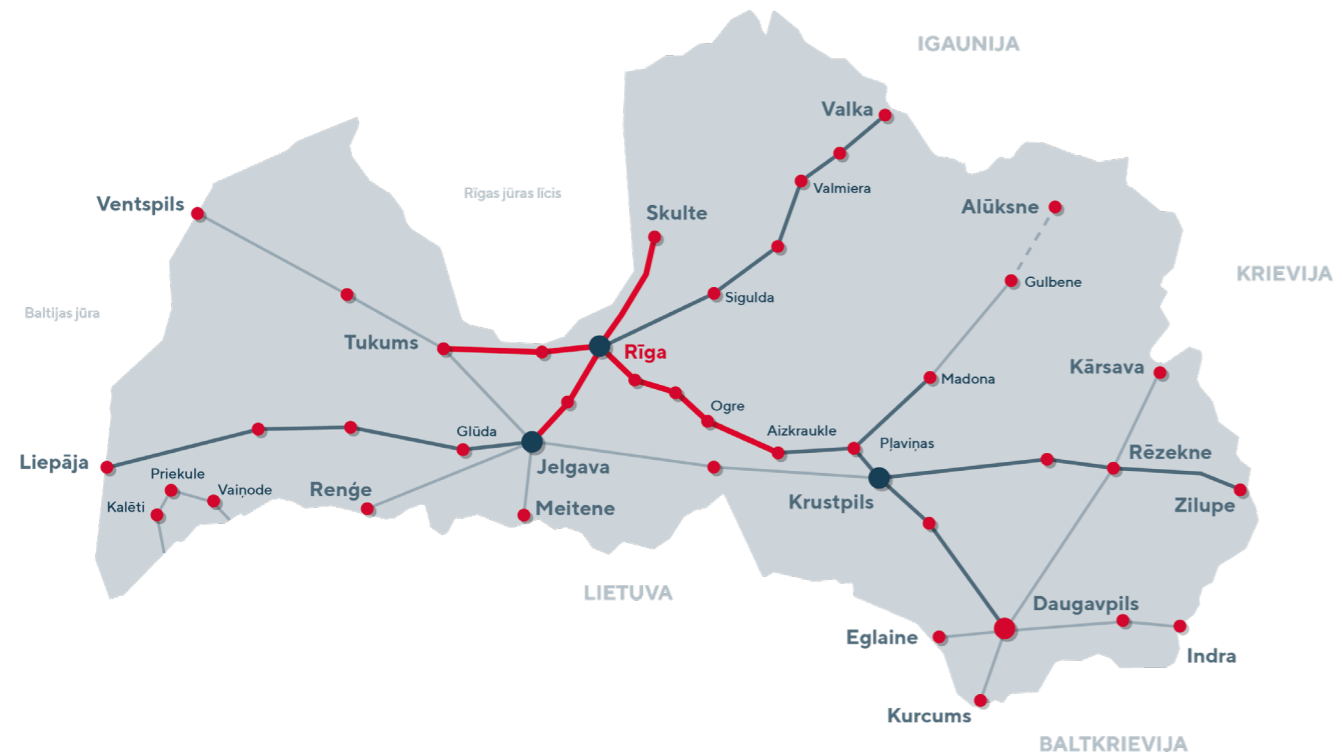 IGAUNIJA
Valka
Valmiera
Rīgas jūras līcis
Ventspils
Skulte
Alūksne
KRIEVIJA
Gulbene
Sigulda
Baltijas jūra
Tukums
Rīga
Kārsava
Madona
Ogre
Glūda
Aizkraukle
Pļaviņas
Rēzekne
Liepāja
Jelgava
Priekule
Vaiņode
Renģe
Kalēti
Meitene
Krustpils
Zilupe
LIETUVA
Daugavpils
Eglaine
Indra
Kurcums
BALTKRIEVIJA